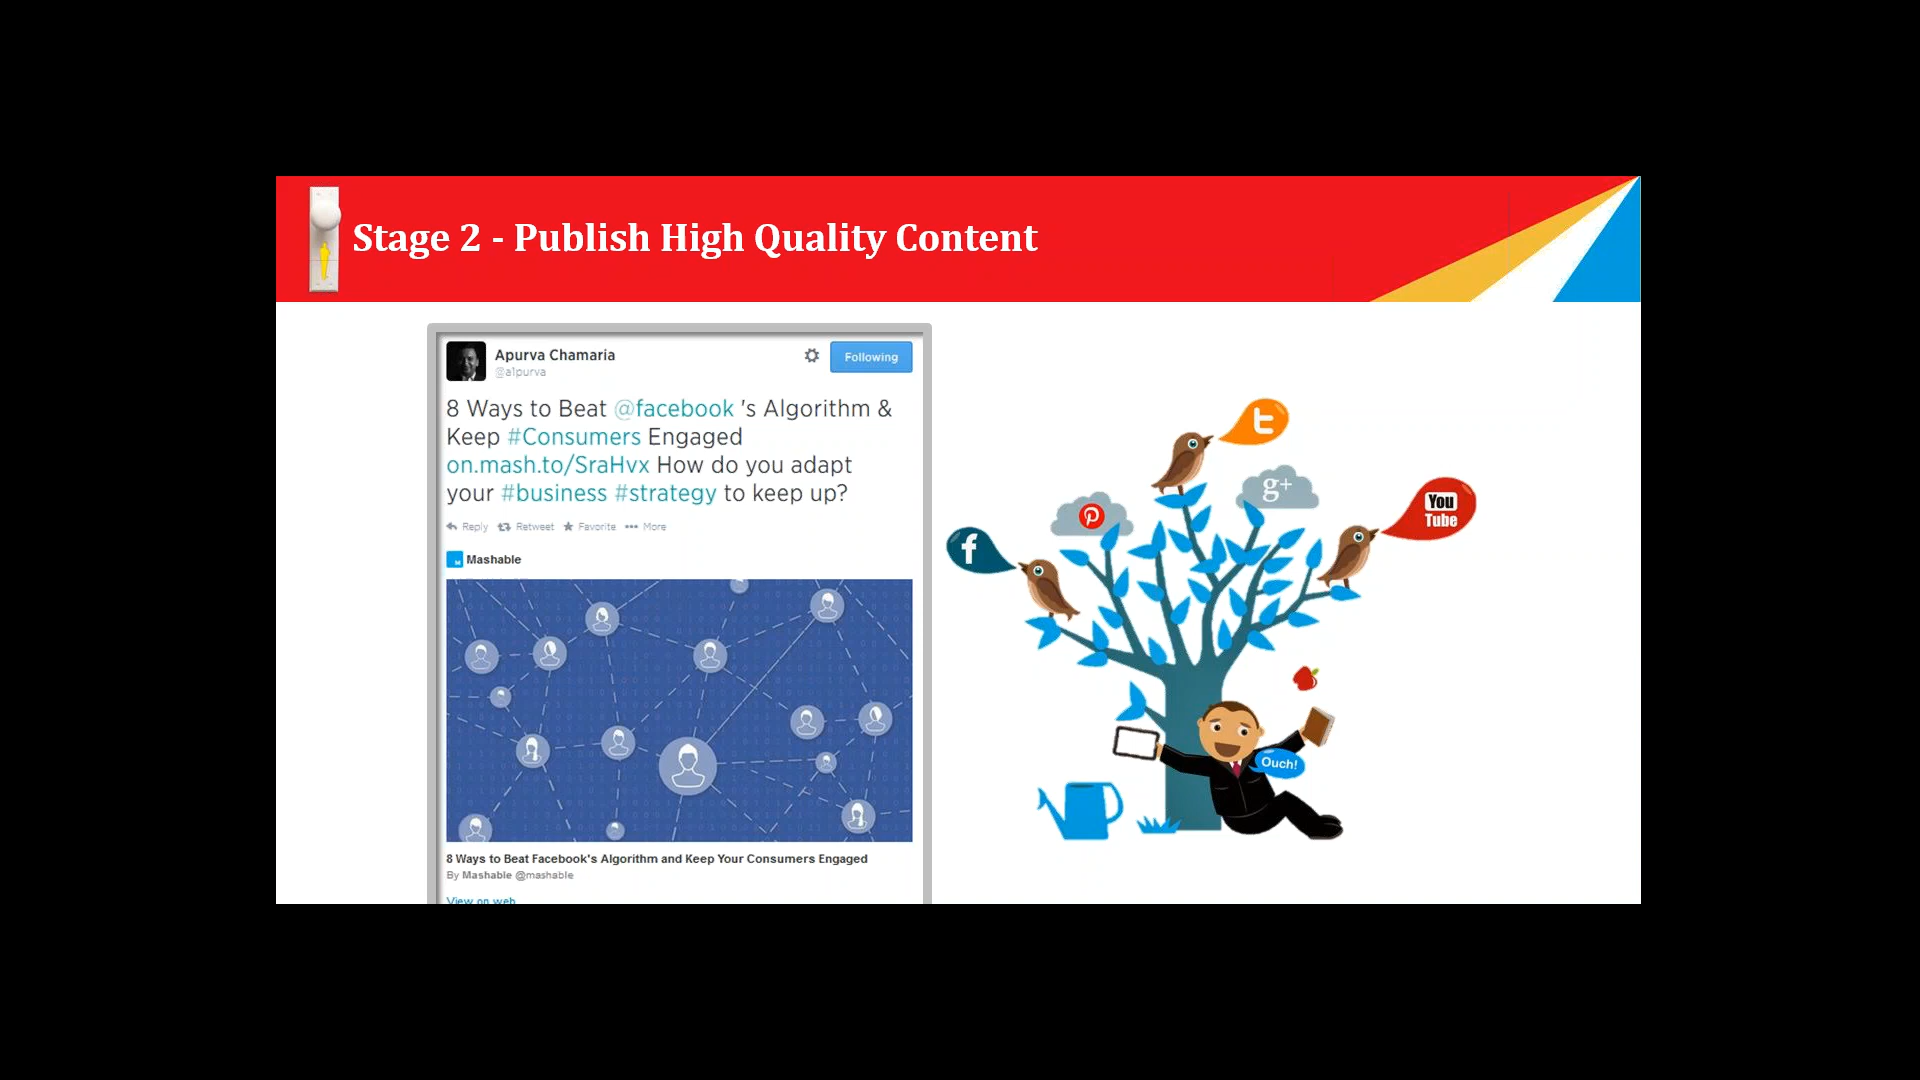 Stage 2 - Publish High Quality Content
Apurva Chamaria
@a1purva
Following
8 Ways to Beat @facebook 's Algorithm &
Keep #Consumers Engaged
on.mash.to/SraHvx How do you adapt
your #business #strategy to keep up?
Reply Retweet Favorite More
Mashable
8 Ways to Beat Facebook's Algorithm and Keep Your Consumers Engaged
By Mashable @mashable
View on web
t
g+
You
Tube
f
Ouch!